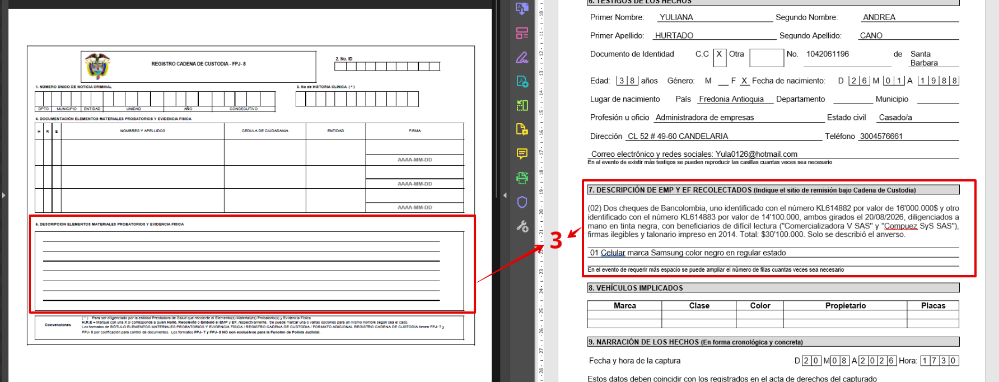 REGISTRO CADENA DE CUSTODIA - FPJ- 8
2. No. ID
1. NÚMERO ÚNICO DE NOTICIA CRIMINAL
3. No de HISTORIA CLINICA ( * )
DPTO MUNICIPIO ENTIDAD UNIDAD AÑO CONSECUTIVO
4. DOCUMENTACIÓN ELEMENTOS MATERIALES PROBATORIOS Y EVIDENCIA FISICA
H R E NOMBRES Y APELLIDOS CEDULA DE CIUDADANIA ENTIDAD FIRMA
AAAA-MM-DD
AAAA-MM-DD
AAAA-MM-DD
5. DESCRIPCION ELEMENTOS MATERIALES PROBATORIOS Y EVIDENCIA FISICA
Convenciones
( * ) Para ser diligenciado por la entidad Prestadora de Salud que recolecte el Elemento(s) Material(es) Probatorio(s) y Evidencia Física
H,R,E = Marque con una X si corresponde a quien Halló, Recolectó o Embaló el EMP y EF, respectivamente. Se puede marcar una o varias opciones para un mismo nombre según sea el caso.
Los formatos de RÓTULO ELEMENTOS MATERIALES PROBATORIOS Y EVIDENCIA FÍSICA / REGISTRO CADENA DE CUSTODIA / FORMATO ADICIONAL REGISTRO CADENA DE CUSTODIA tienen FPJ- 7 y
FPJ- 8 por codificación para control de documentos. Los formatos FPJ- 7 y FPJ- 8 NO son exclusivos para la Función de Policía Judicial.
3
10
11
12
13
14
15
16
17
18
19
20
21
22
23
24
25
26
27
28
6. TESTIGOS DE LOS HECHOS
Primer Nombre: YULIANA Segundo Nombre: ANDREA
Primer Apellido: HURTADO Segundo Apellido: CANO
Documento de Identidad C.C X Otra No. 1042061196 de Santa
Barbara
Edad: 3 8 años Género: M F X Fecha de nacimiento: D 2 6 M 0 1 A 1 9 8 8
Lugar de nacimiento País Fredonia Antioquia Departamento Municipio
Profesión u oficio Administradora de empresas Estado civil Casado/a
Dirección CL 52 # 49-60 CANDELARIA Teléfono 3004576661
Correo electrónico y redes sociales: Yula0126@hotmail.com
En el evento de existir más testigos se pueden reproducir las casillas cuantas veces sea necesario
7. DESCRIPCIÓN DE EMP Y EF RECOLECTADOS (Indique el sitio de remisión bajo Cadena de Custodia)
(02) Dos cheques de Bancolombia, uno identificado con el número KL614882 por valor de 16'000.000$ y otro
identificado con el número KL614883 por valor de 14'100.000, ambos girados el 20/08/2026, diligenciados a
mano en tinta negra, con beneficiarios de difícil lectura ("Comercializadora V SAS" y "Compuez SyS SAS"),
firmas ilegibles y talonario impreso en 2014. Total: $30'100.000. Solo se describió el anverso.
01 Celular marca Samsung color negro en regular estado
En el evento de requerir más espacio se puede ampliar el número de filas cuantas veces sea necesario
8. VEHÍCULOS IMPLICADOS
Marca Clase Color Propietario Placas
9. NARRACIÓN DE LOS HECHOS (En forma cronológica y concreta)
Fecha y hora de la captura D 2 0 M 0 8 A 2 0 2 6 Hora: 1 7 3 0
Estos datos deben coincidir con los registrados en el acta de derechos del capturado